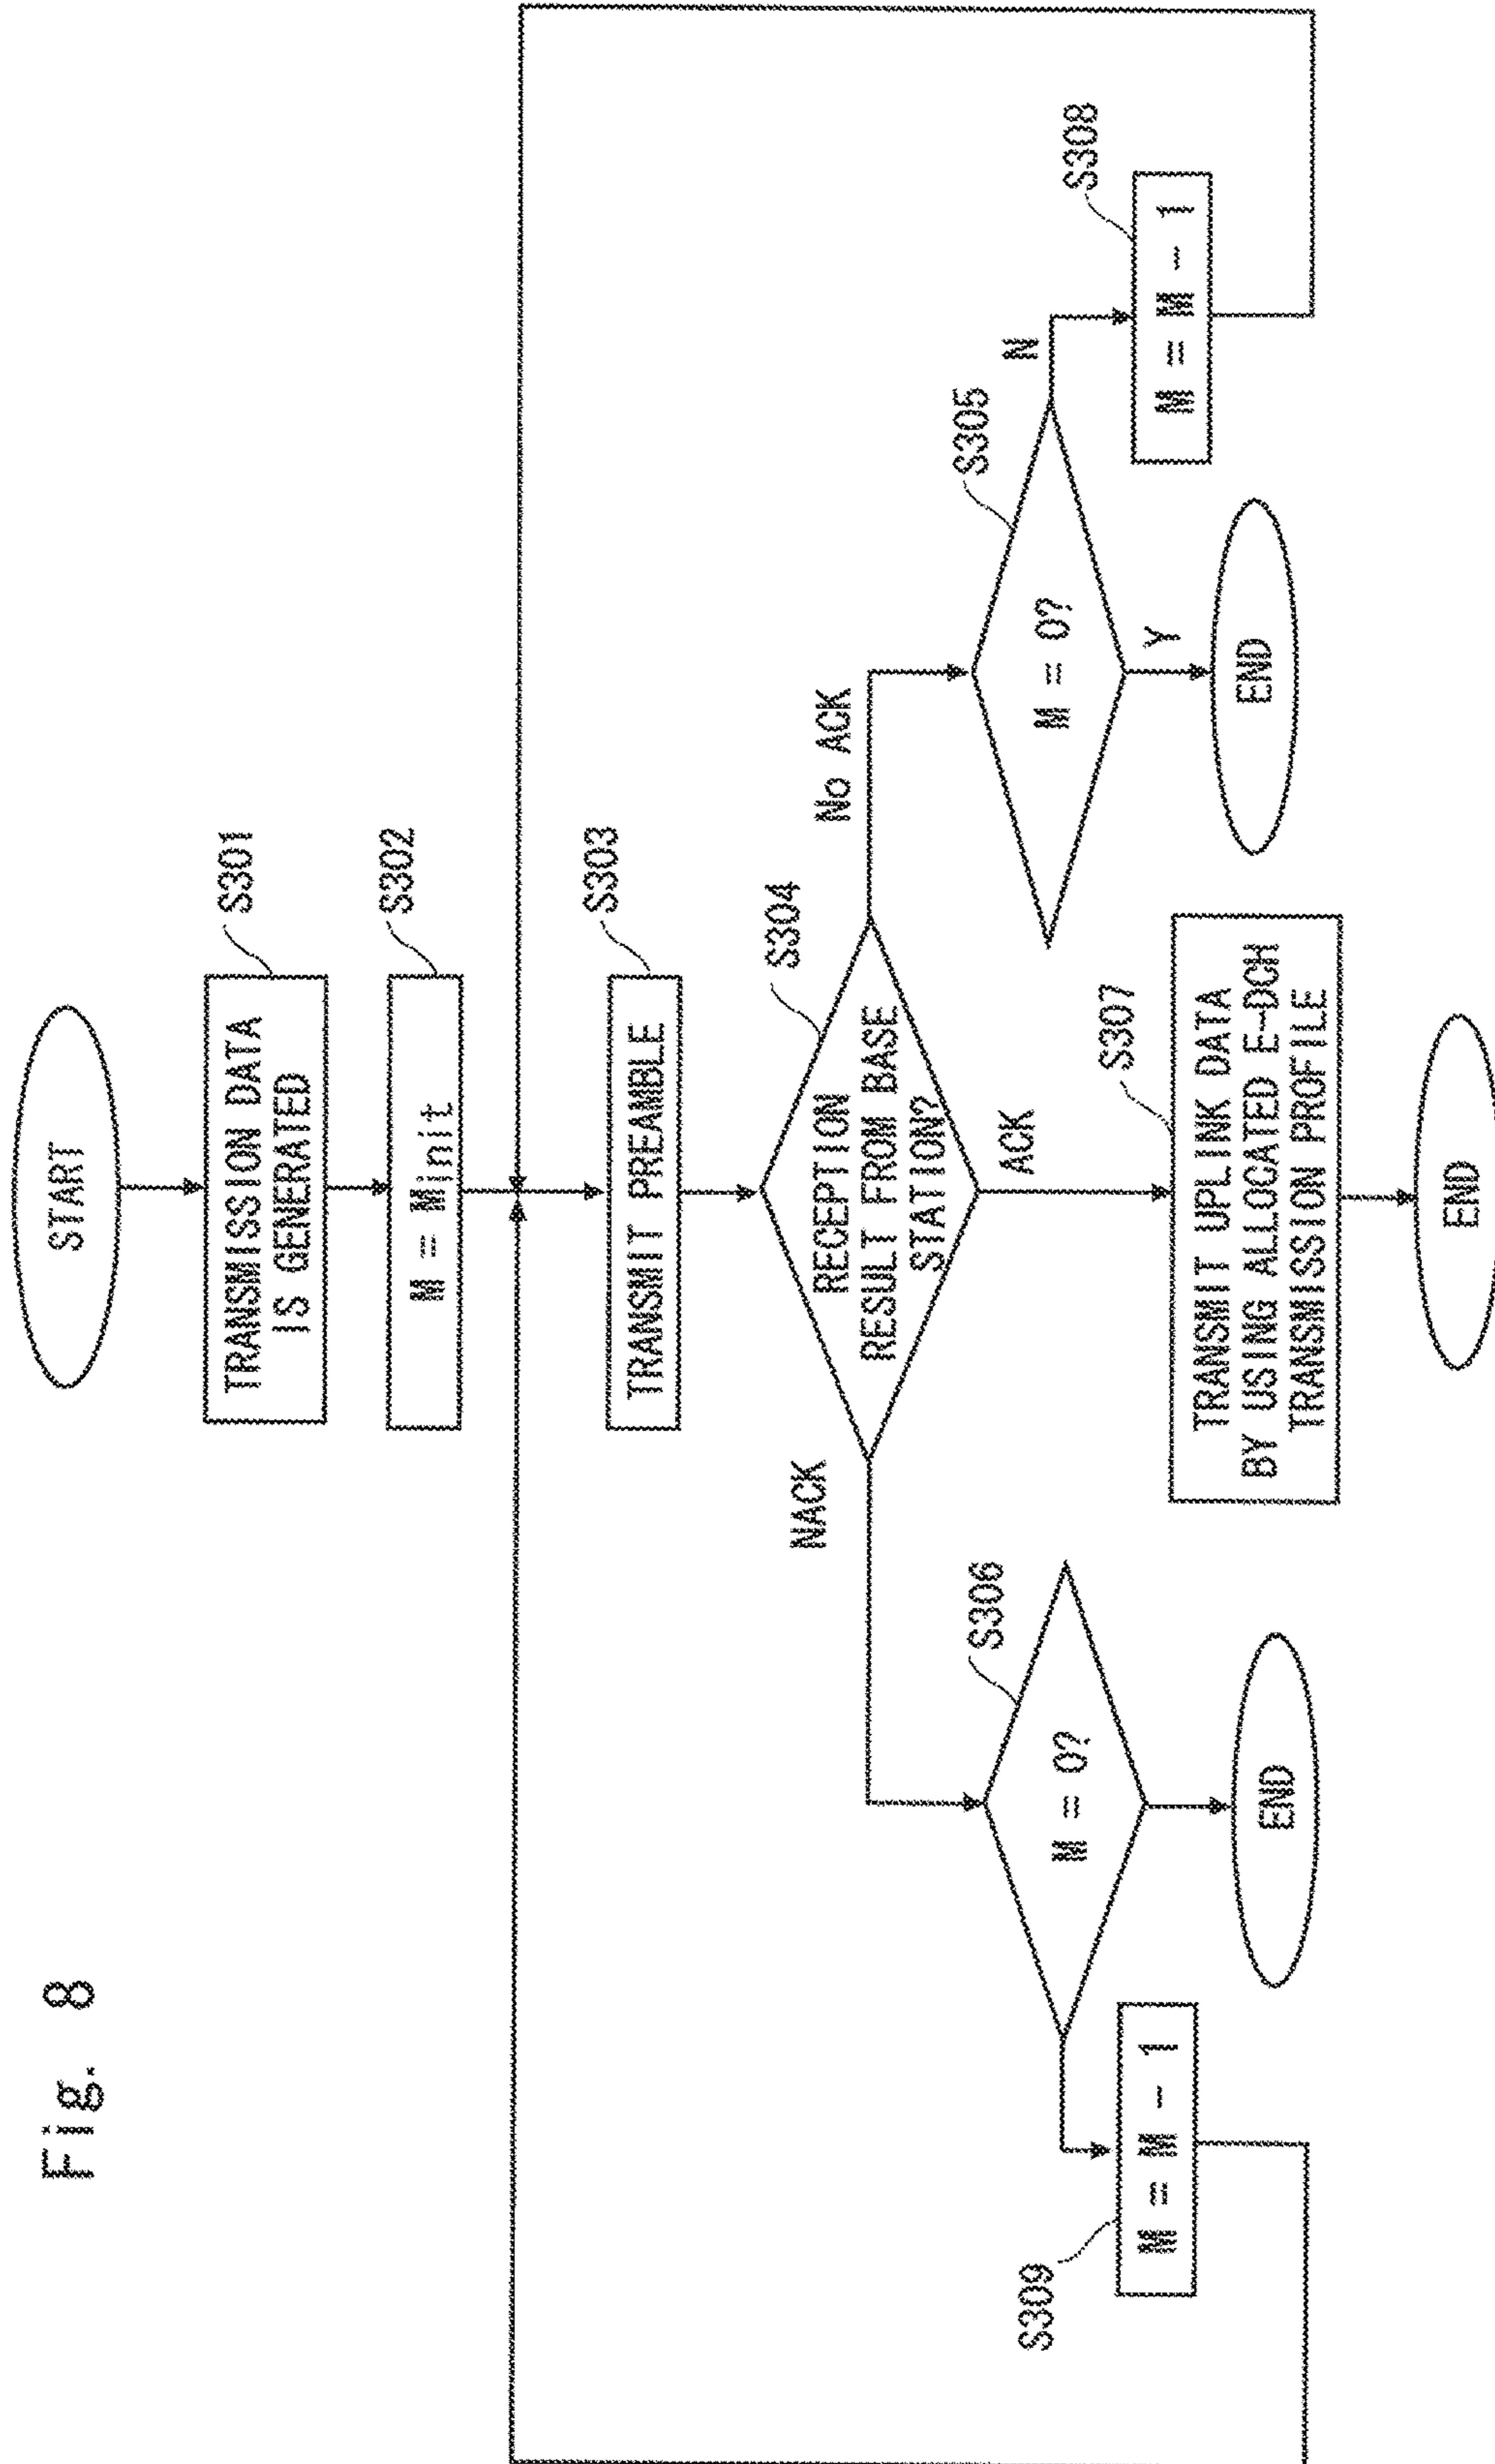 Fig. 8
START
TRANSMISSION DATA
IS GENERATED
S301
M = Minit
S302
TRANSMIT PREAMBLE
S303
RECEPTION
RESULT FROM BASE
STATION?
S304
NACK
ACK
No ACK
M = 0?
S306
M = 0?
S305
N
Y
S309
M = M - 1
END
TRANSMIT UPLINK DATA
BY USING ALLOCATED E-DCH
TRANSMISSION PROFILE
S307
END
END
M = M - 1
S308